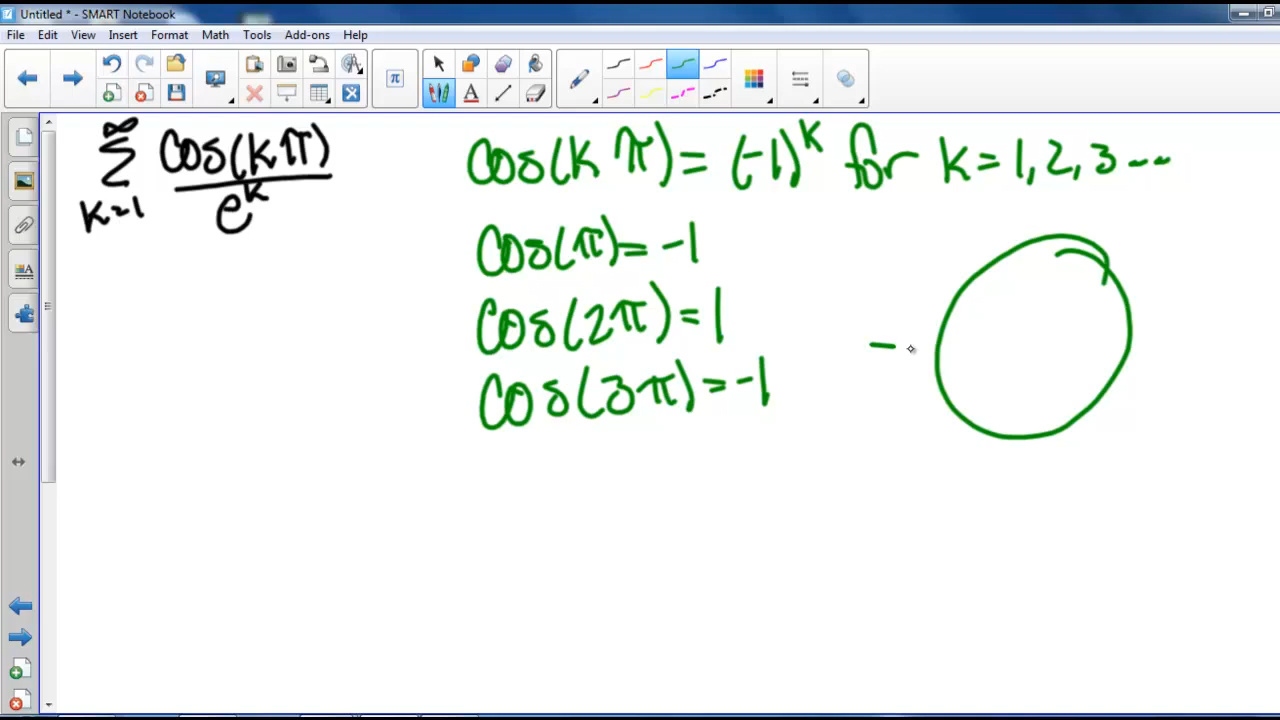 Untitled * - SMART Notebook
File Edit View Insert Format Math Tools Add-ons Help
π
A
∞
Σ cos(kπ)
k=1 e^k
cos(kπ) = (-1)^k for k = 1, 2, 3 ...
cos(π) = -1
cos(2π) = 1
cos(3π) = -1
-